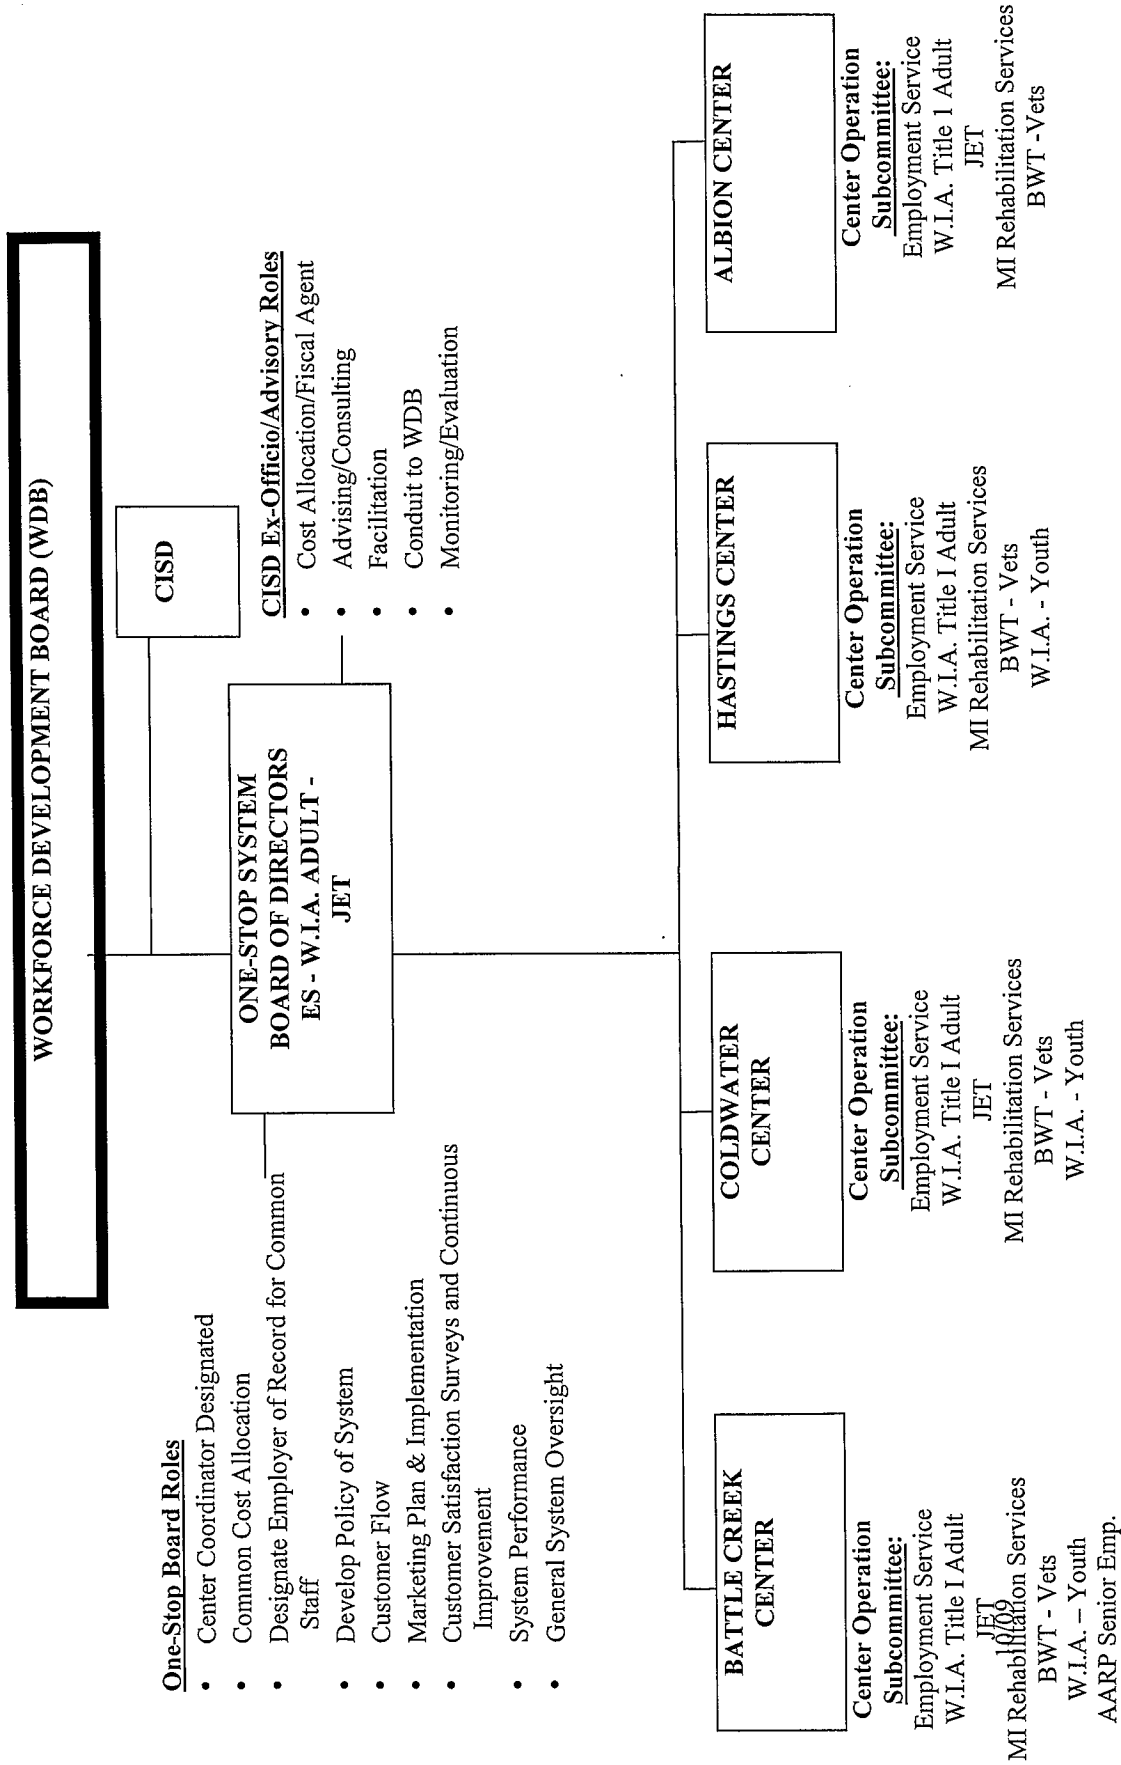 WORKFORCE DEVELOPMENT BOARD (WDB)
CISD
ONE-STOP SYSTEM
BOARD OF DIRECTORS
ES - W.I.A. ADULT -
JET
One-Stop Board Roles
• Center Coordinator Designated
• Common Cost Allocation
• Designate Employer of Record for Common
Staff
• Develop Policy of System
• Customer Flow
• Marketing Plan & Implementation
• Customer Satisfaction Surveys and Continuous
Improvement
• System Performance
• General System Oversight
CISD Ex-Officio/Advisory Roles
• Cost Allocation/Fiscal Agent
• Advising/Consulting
• Facilitation
• Conduit to WDB
• Monitoring/Evaluation
BATTLE CREEK
CENTER
Center Operation
Subcommittee:
Employment Service
W.I.A. Title I Adult
JET
10/09
MI Rehabilitation Services
BWT - Vets
W.I.A. – Youth
AARP Senior Emp.
COLDWATER
CENTER
Center Operation
Subcommittee:
Employment Service
W.I.A. Title I Adult
JET
MI Rehabilitation Services
BWT - Vets
W.I.A. - Youth
HASTINGS CENTER
Center Operation
Subcommittee:
Employment Service
W.I.A. Title I Adult
MI Rehabilitation Services
BWT - Vets
W.I.A. - Youth
ALBION CENTER
Center Operation
Subcommittee:
Employment Service
W.I.A. Title 1 Adult
JET
MI Rehabilitation Services
BWT -Vets